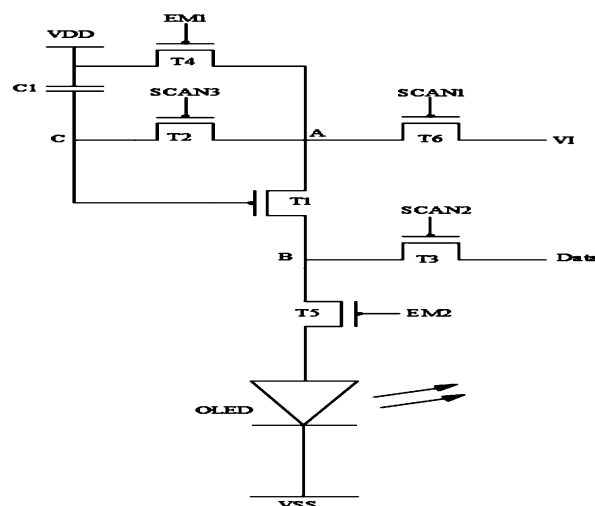 EM1
VDD
T4
C1
SCAN3
SCAN1
C
T2
A
T6
VI
T1
SCAN2
B
T3
Data
T5
EM2
OLED
VSS